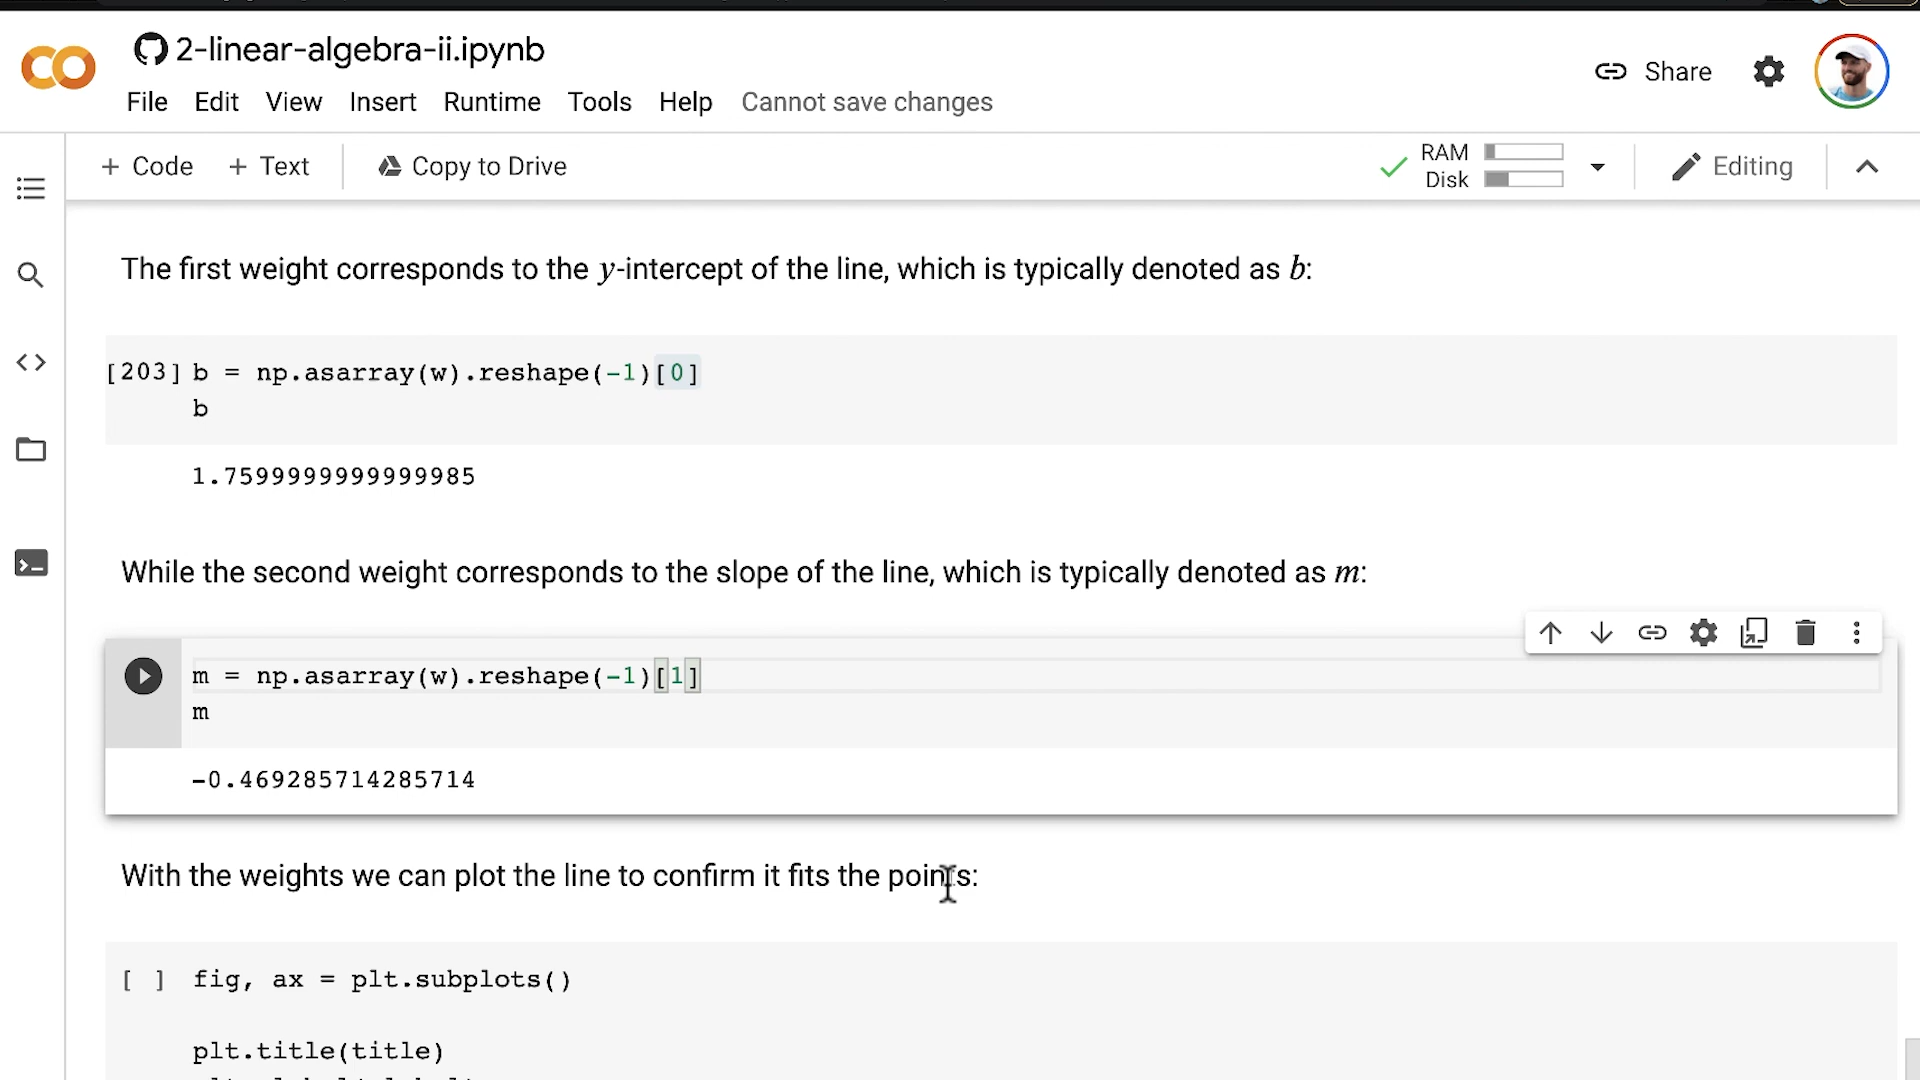 2-linear-algebra-ii.ipynb
File Edit View Insert Runtime Tools Help Cannot save changes
Share
+ Code + Text Copy to Drive
RAM
Disk
Editing
The first weight corresponds to the y-intercept of the line, which is typically denoted as b:
[203] b = np.asarray(w).reshape(-1)[0]
b
1.7599999999999985
While the second weight corresponds to the slope of the line, which is typically denoted as m:
m = np.asarray(w).reshape(-1)[1]
m
-0.469285714285714
With the weights we can plot the line to confirm it fits the points:
[ ] fig, ax = plt.subplots()
plt.title(title)